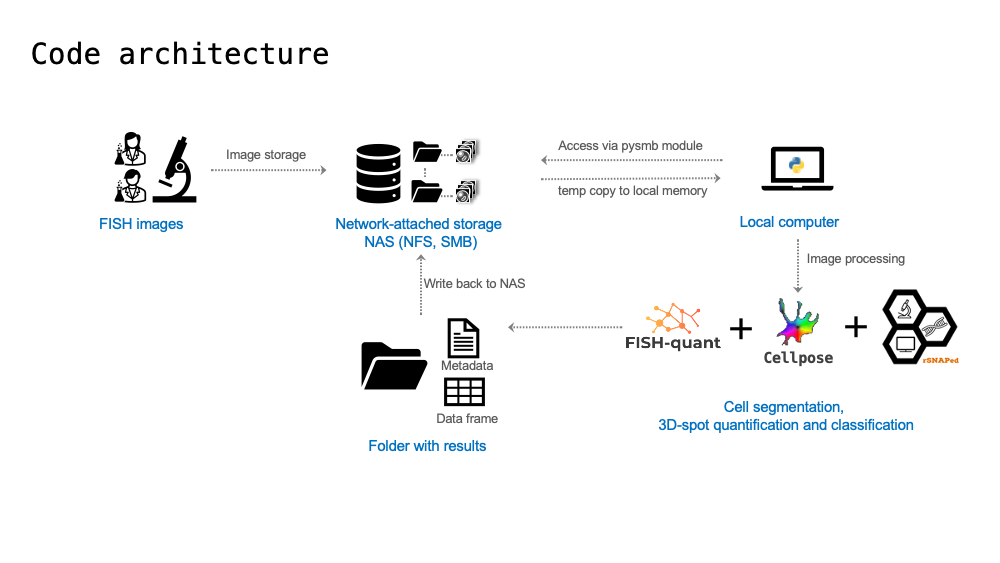 Code architecture
Image storage
Access via pysmb module
temp copy to local memory
FISH images
Network-attached storage
NAS (NFS, SMB)
Local computer
Image processing
Write back to NAS
FISH-quant
+
Cellpose
+
rSNAPed
Metadata
Data frame
Folder with results
Cell segmentation,
3D-spot quantification and classification